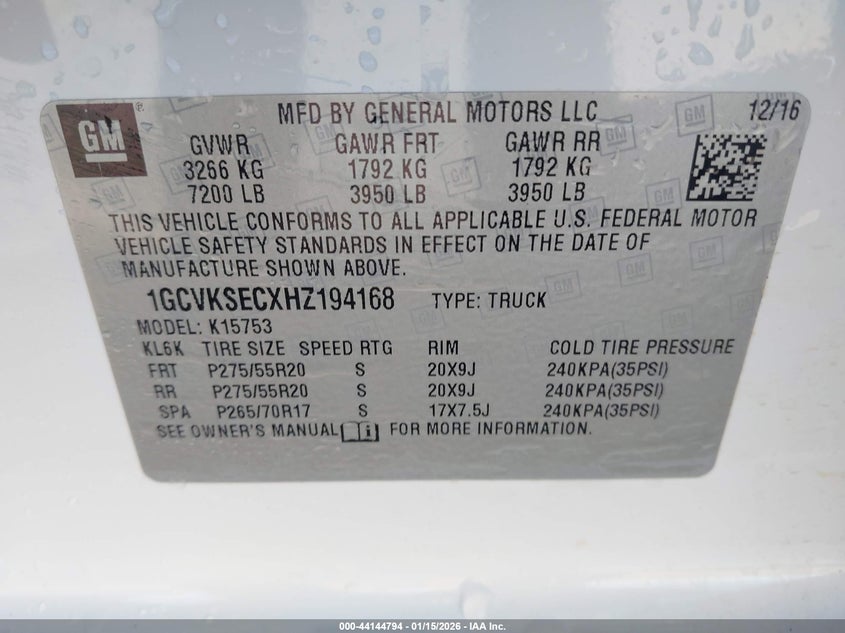 GM ® MFD BY GENERAL MOTORS LLC 12/16
GVWR GAWR FRT GAWR RR
3266 KG 1792 KG 1792 KG
7200 LB 3950 LB 3950 LB
THIS VEHICLE CONFORMS TO ALL APPLICABLE U.S. FEDERAL MOTOR
VEHICLE SAFETY STANDARDS IN EFFECT ON THE DATE OF
MANUFACTURE SHOWN ABOVE.
1GCVKSECXHZ194168 TYPE: TRUCK
MODEL: K15753
KL6K TIRE SIZE SPEED RTG RIM COLD TIRE PRESSURE
FRT P275/55R20 S 20X9J 240KPA(35PSI)
RR P275/55R20 S 20X9J 240KPA(35PSI)
SPA P265/70R17 S 17X7.5J 240KPA(35PSI)
SEE OWNER'S MANUAL i FOR MORE INFORMATION.
000-44144794 - 01/15/2026 - IAA Inc.